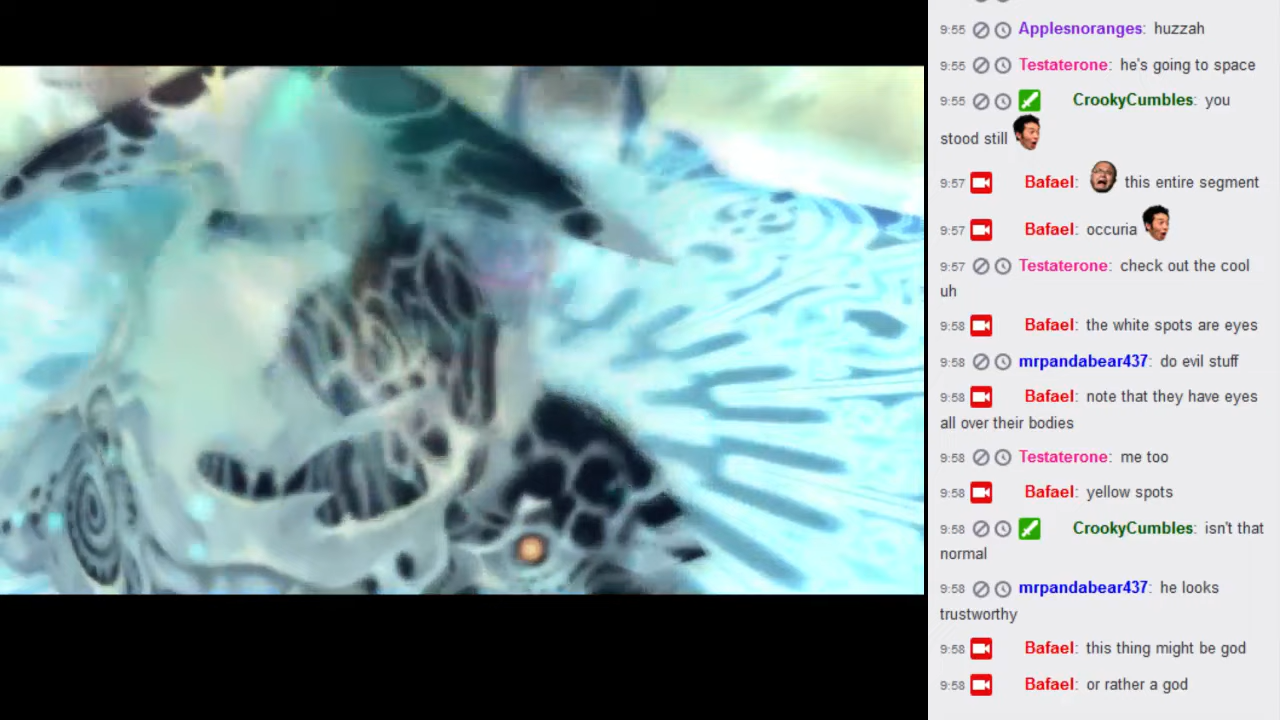 9:55 Applesnoranges: huzzah
9:55 Testaterone: he's going to space
9:55 CrookyCumbles: you
stood still
9:57 Bafael: this entire segment
9:57 Bafael: occuria
9:57 Testaterone: check out the cool
uh
9:58 Bafael: the white spots are eyes
9:58 mrpandabear437: do evil stuff
9:58 Bafael: note that they have eyes
all over their bodies
9:58 Testaterone: me too
9:58 Bafael: yellow spots
9:58 CrookyCumbles: isn't that
normal
9:58 mrpandabear437: he looks
trustworthy
9:58 Bafael: this thing might be god
9:58 Bafael: or rather a god